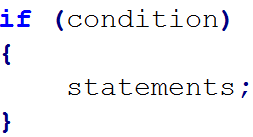 if (condition)
{
    statements;
}